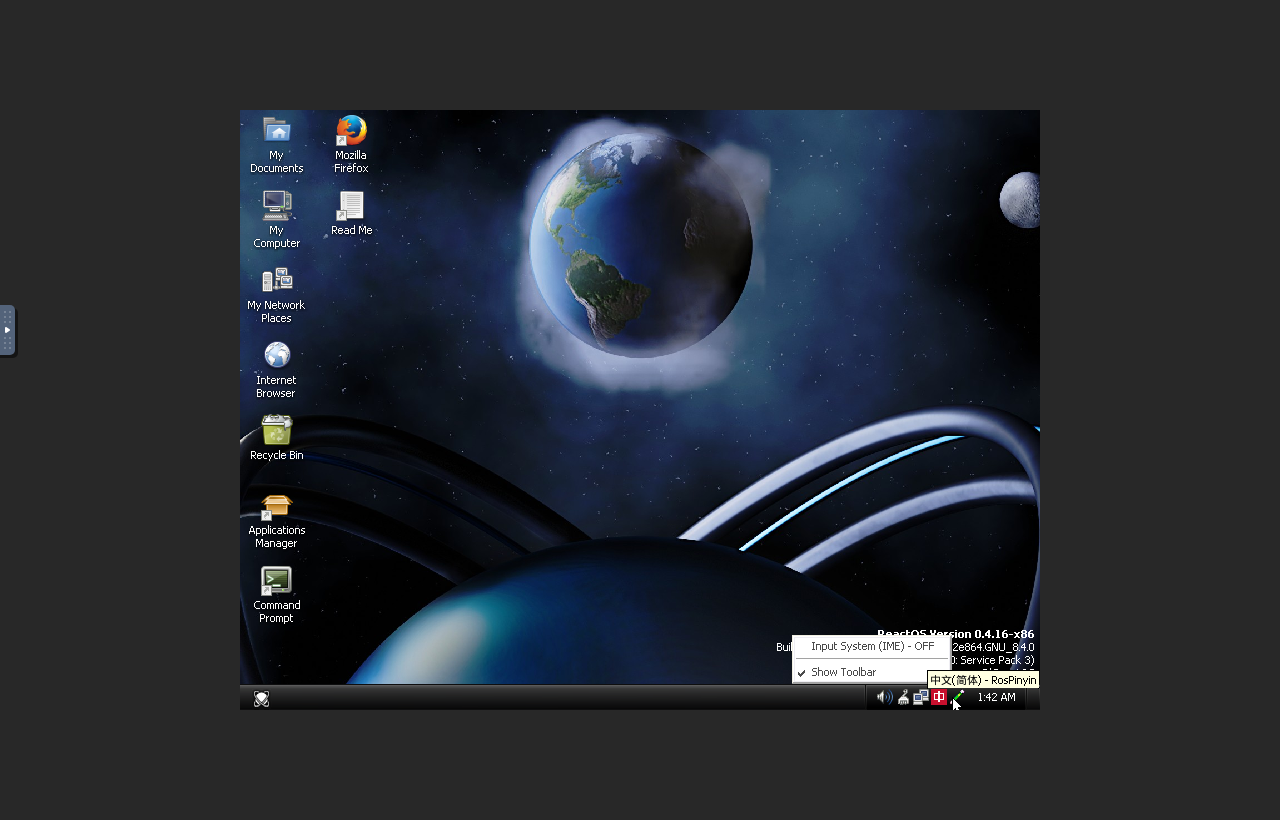 My
Documents
Mozilla
Firefox
My
Computer
Read Me
My Network
Places
Internet
Browser
Recycle Bin
Applications
Manager
Command
Prompt
ReactOS Version 0.4.16-x86
2e864.GNU_8.4.0
: Service Pack 3)
Input System (IME) - OFF
Show Toolbar
中文(简体) - RosPinyin
中
1:42 AM